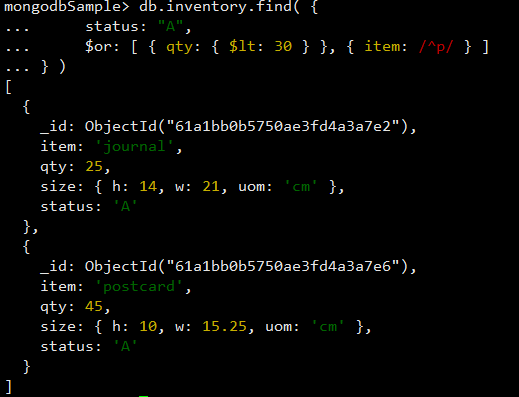 mongodbSample> db.inventory.find( {
...     status: "A",
...     $or: [ { qty: { $lt: 30 } }, { item: /^p/ } ]
... } )
[
  {
    _id: ObjectId("61a1bb0b5750ae3fd4a3a7e2"),
    item: 'journal',
    qty: 25,
    size: { h: 14, w: 21, uom: 'cm' },
    status: 'A'
  },
  {
    _id: ObjectId("61a1bb0b5750ae3fd4a3a7e6"),
    item: 'postcard',
    qty: 45,
    size: { h: 10, w: 15.25, uom: 'cm' },
    status: 'A'
  }
]